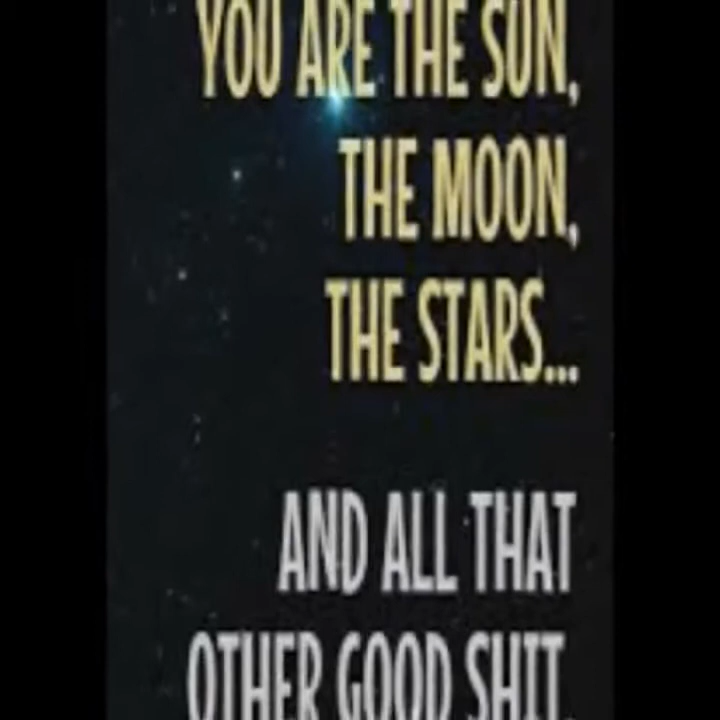 YOU ARE THE SUN,
THE MOON,
THE STARS...
AND ALL THAT
OTHER GOOD SHIT.